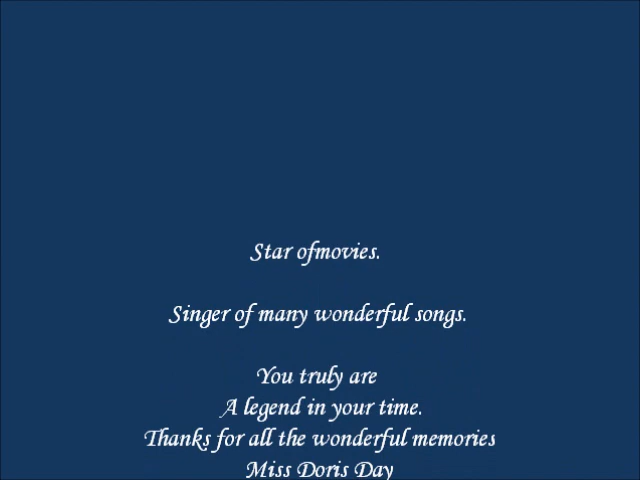 Star ofmovies.
Singer of many wonderful songs.
You truly are
A legend in your time.
Thanks for all the wonderful memories
Miss Doris Day